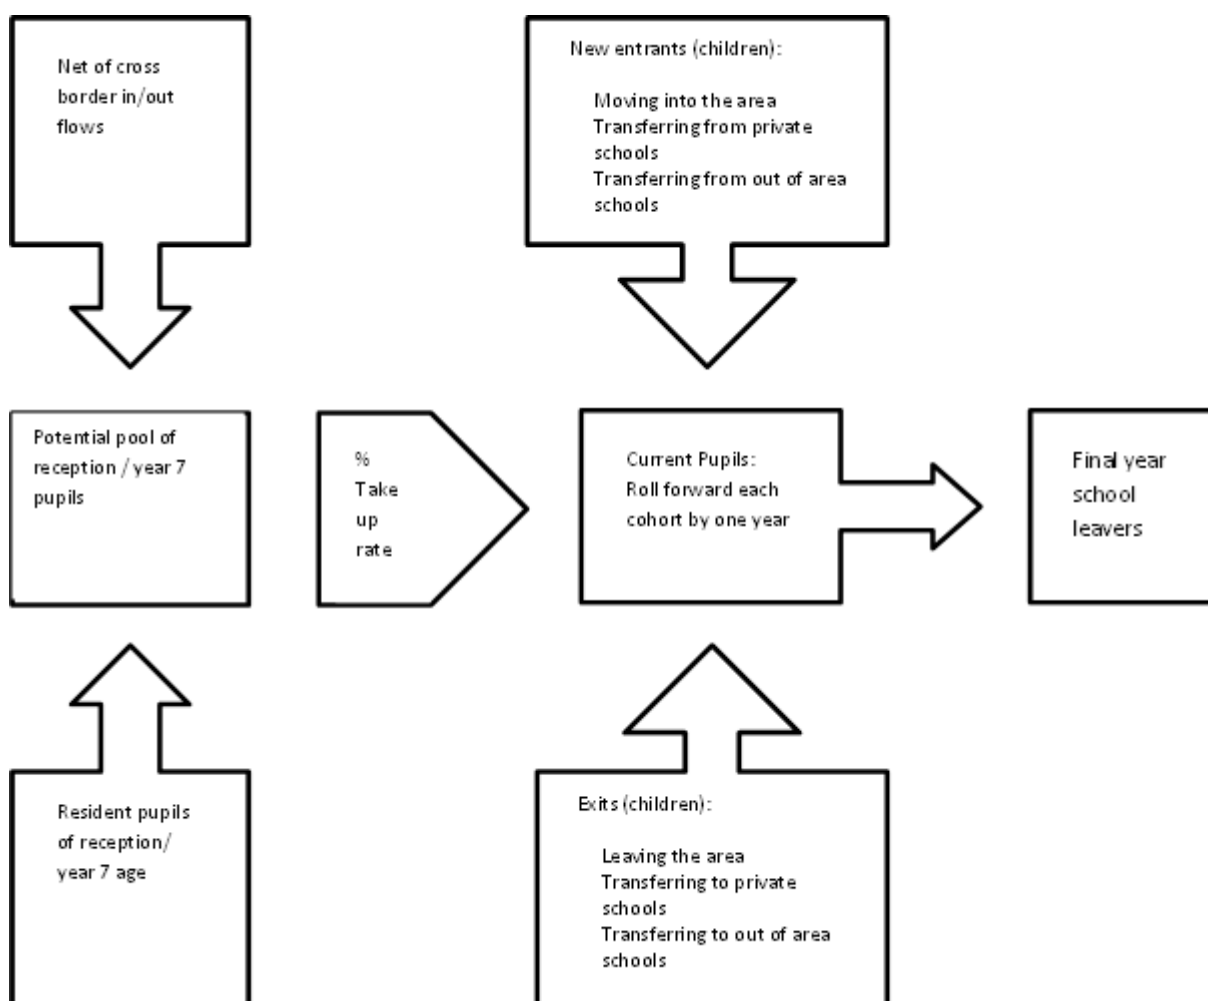 Net of cross
border in/out
flows
New entrants (children):
Moving into the area
Transferring from private
schools
Transferring from out of area
schools
Potential pool of
reception / year 7
pupils
%
Take
up
rate
Current Pupils:
Roll forward each
cohort by one year
Final year
school
leavers
Resident pupils
of reception/
year 7 age
Exits (children):
Leaving the area
Transferring to private
schools
Transferring to out of area
schools